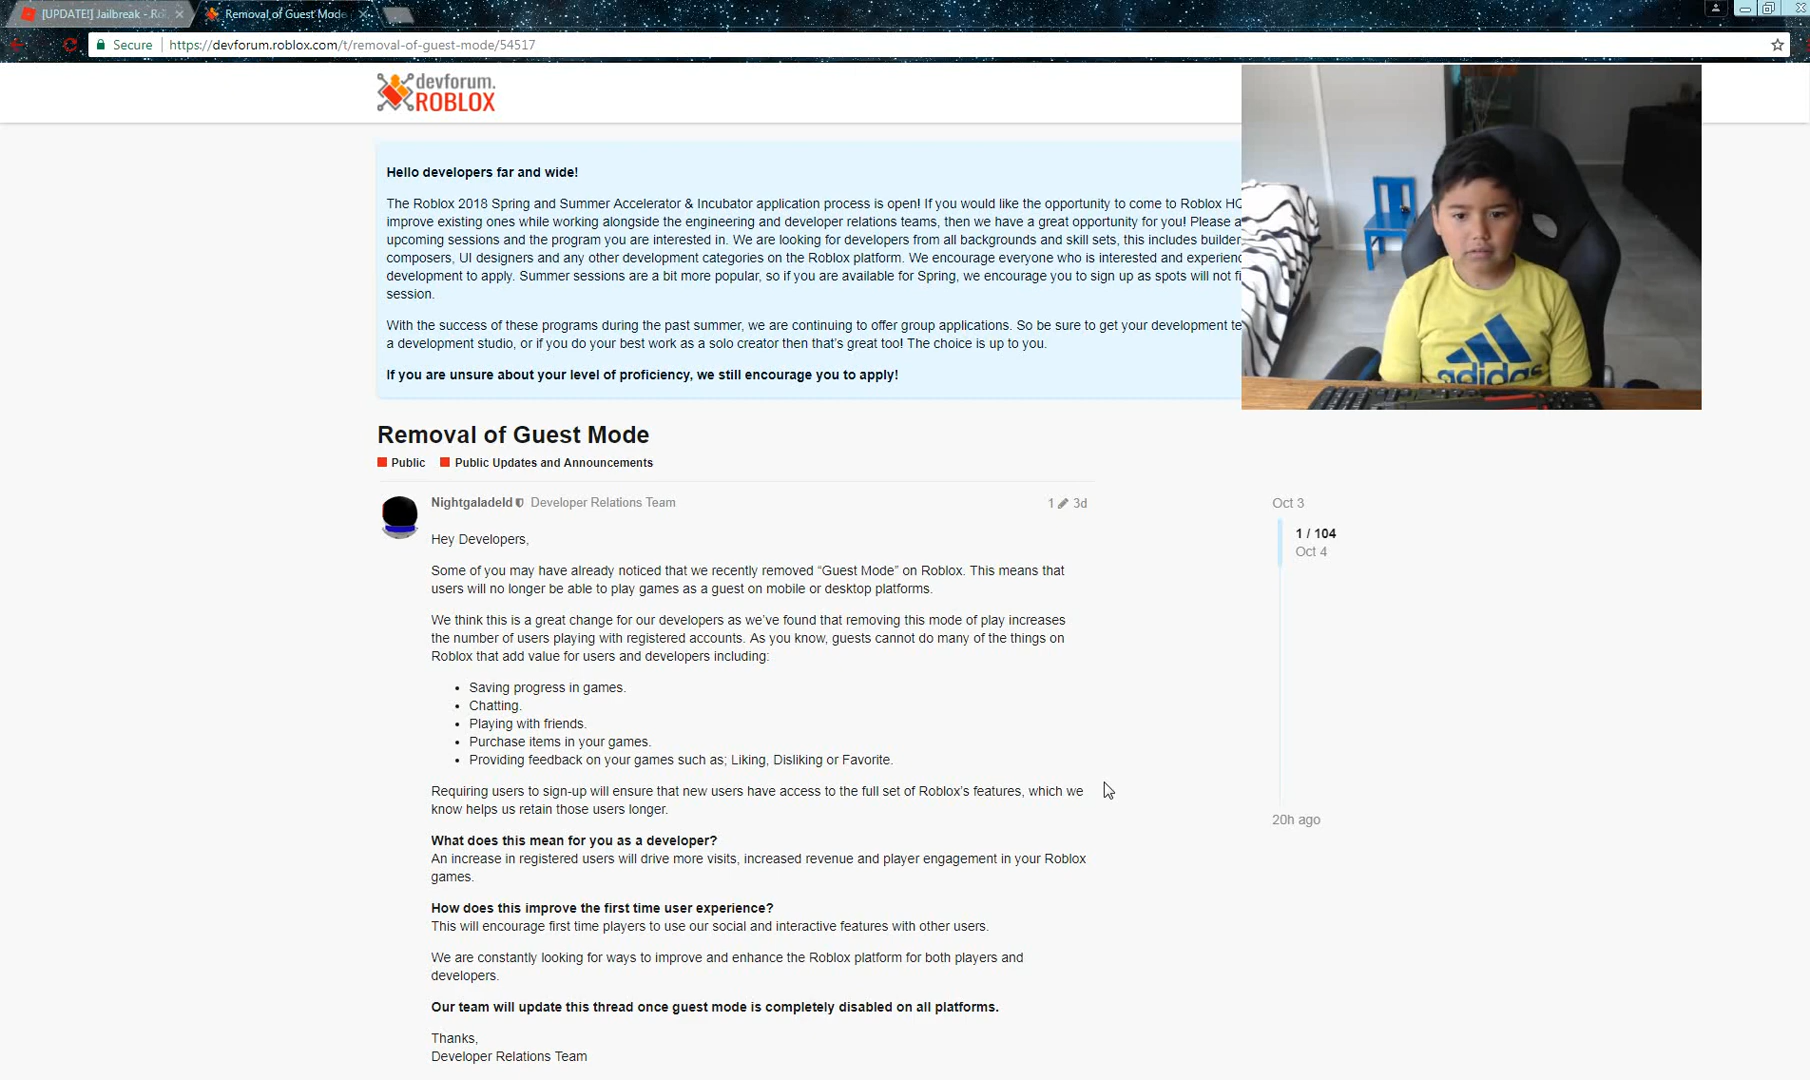 [UPDATE!] Jailbreak - Ro
Removal of Guest Mode
Secure
https://devforum.roblox.com/t/removal-of-guest-mode/54517
devforum.
ROBLOX
Hello developers far and wide!
The Roblox 2018 Spring and Summer Accelerator & Incubator application process is open! If you would like the opportunity to come to Roblox HQ
improve existing ones while working alongside the engineering and developer relations teams, then we have a great opportunity for you! Please a
upcoming sessions and the program you are interested in. We are looking for developers from all backgrounds and skill sets, this includes builder
composers, UI designers and any other development categories on the Roblox platform. We encourage everyone who is interested and experienc
development to apply. Summer sessions are a bit more popular, so if you are available for Spring, we encourage you to sign up as spots will not fi
session.
With the success of these programs during the past summer, we are continuing to offer group applications. So be sure to get your development te
a development studio, or if you do your best work as a solo creator then that's great too! The choice is up to you.
If you are unsure about your level of proficiency, we still encourage you to apply!
adidas
Removal of Guest Mode
Public Public Updates and Announcements
Nightgaladeld Developer Relations Team 1 3d
Hey Developers,
Some of you may have already noticed that we recently removed “Guest Mode” on Roblox. This means that
users will no longer be able to play games as a guest on mobile or desktop platforms.
We think this is a great change for our developers as we’ve found that removing this mode of play increases
the number of users playing with registered accounts. As you know, guests cannot do many of the things on
Roblox that add value for users and developers including:
• Saving progress in games.
• Chatting.
• Playing with friends.
• Purchase items in your games.
• Providing feedback on your games such as; Liking, Disliking or Favorite.
Requiring users to sign-up will ensure that new users have access to the full set of Roblox’s features, which we
know helps us retain those users longer.
What does this mean for you as a developer?
An increase in registered users will drive more visits, increased revenue and player engagement in your Roblox
games.
How does this improve the first time user experience?
This will encourage first time players to use our social and interactive features with other users.
We are constantly looking for ways to improve and enhance the Roblox platform for both players and
developers.
Our team will update this thread once guest mode is completely disabled on all platforms.
Thanks,
Developer Relations Team
Oct 3
1 / 104
Oct 4
20h ago